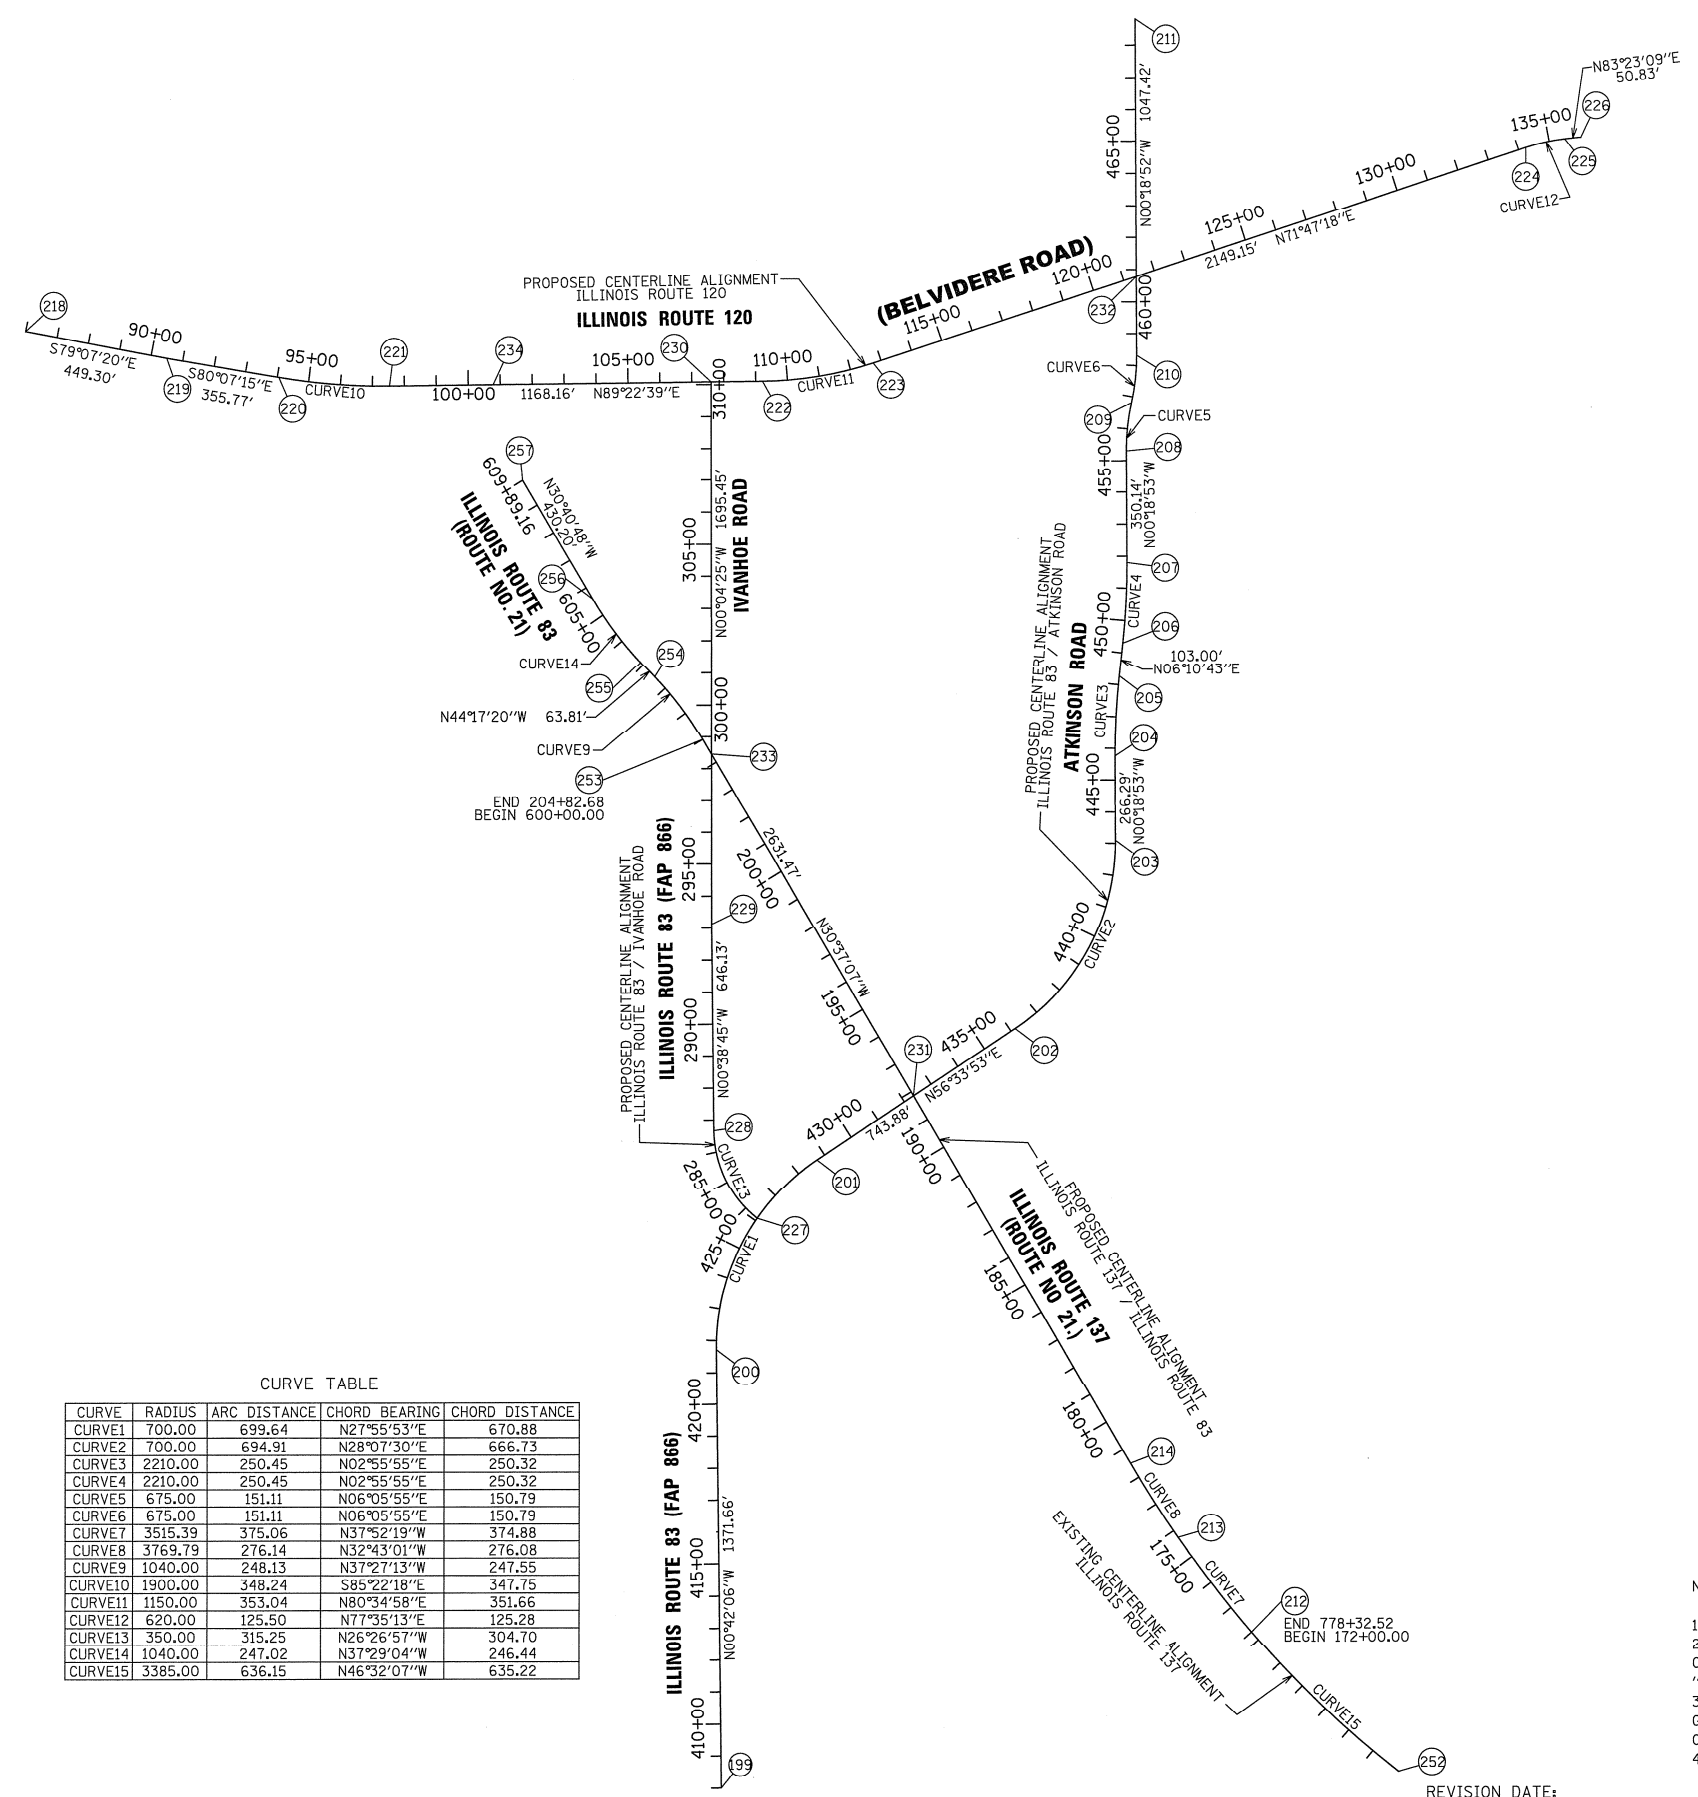 211
N83°23'09"E
50.83'
226
135+00
225
224
CURVE12
465+00
N00°18'52"W 1047.42'
130+00
125+00
2149.15' N71°47'18"E
(BELVIDERE ROAD)
120+00
115+00
232
460+00
PROPOSED CENTERLINE ALIGNMENT
ILLINOIS ROUTE 120
ILLINOIS ROUTE 120
218
90+00
S79°07'20"E
449.30'
219
S80°07'15"E
355.77'
220
95+00
CURVE10
221
100+00
234
1168.16' N89°22'39"E
105+00
230
310+00
110+00
222
CURVE11
223
CURVE6
210
209
CURVE5
208
455+00
350.14'
N00°18'53"W
207
CURVE4
206
450+00
103.00'
N06°10'43"E
205
CURVE3
204
445+00
266.29'
N00°18'53"W
203
PROPOSED CENTERLINE ALIGNMENT
ILLINOIS ROUTE 83 / ATKINSON ROAD
ATKINSON ROAD
257
609+89.16
N30°40'48"W
430.20'
ILLINOIS ROUTE 83
(ROUTE NO. 21)
256
605+00
CURVE14
254
255
N44°17'20"W 63.81'
CURVE9
253
END 204+82.68
BEGIN 600+00.00
305+00
N00°04'25"W 1695.45'
IVANHOE ROAD
300+00
233
2631.47'
200+00
N30°37'07"W
195+00
295+00
229
PROPOSED CENTERLINE ALIGNMENT
ILLINOIS ROUTE 83 / IVANHOE ROAD
ILLINOIS ROUTE 83 (FAP 866)
290+00
N00°38'45"W 646.13'
228
CURVE13
285+00
227
440+00
CURVE2
435+00
202
N56°33'53"E
231
430+00
743.88'
201
190+00
425+00
CURVE1
200
PROPOSED CENTERLINE ALIGNMENT
ILLINOIS ROUTE 137 / ILLINOIS ROUTE 83
ILLINOIS ROUTE 137
(ROUTE NO 21.)
185+00
180+00
214
CURVE8
213
175+00
CURVE7
212
END 778+32.52
BEGIN 172+00.00
EXISTING CENTERLINE ALIGNMENT
ILLINOIS ROUTE 137
CURVE15
252
420+00
ILLINOIS ROUTE 83 (FAP 866)
415+00
N00°42'06"W 1371.66'
410+00
199
CURVE TABLE
CURVE RADIUS ARC DISTANCE CHORD BEARING CHORD DISTANCE
CURVE1 700.00 699.64 N27°55'53"E 670.88
CURVE2 700.00 694.91 N28°07'30"E 666.73
CURVE3 2210.00 250.45 N02°55'55"E 250.32
CURVE4 2210.00 250.45 N02°55'55"E 250.32
CURVE5 675.00 151.11 N06°05'55"E 150.79
CURVE6 675.00 151.11 N06°05'55"E 150.79
CURVE7 3515.39 375.06 N37°52'19"W 374.88
CURVE8 3769.79 276.14 N32°43'01"W 276.08
CURVE9 1040.00 248.13 N37°27'13"W 247.55
CURVE10 1900.00 348.24 S85°22'18"E 347.75
CURVE11 1150.00 353.04 N80°34'58"E 351.66
CURVE12 620.00 125.50 N77°35'13"E 125.28
CURVE13 350.00 315.25 N26°26'57"W 304.70
CURVE14 1040.00 247.02 N37°29'04"W 246.44
CURVE15 3385.00 636.15 N46°32'07"W 635.22
REVISION DATE: